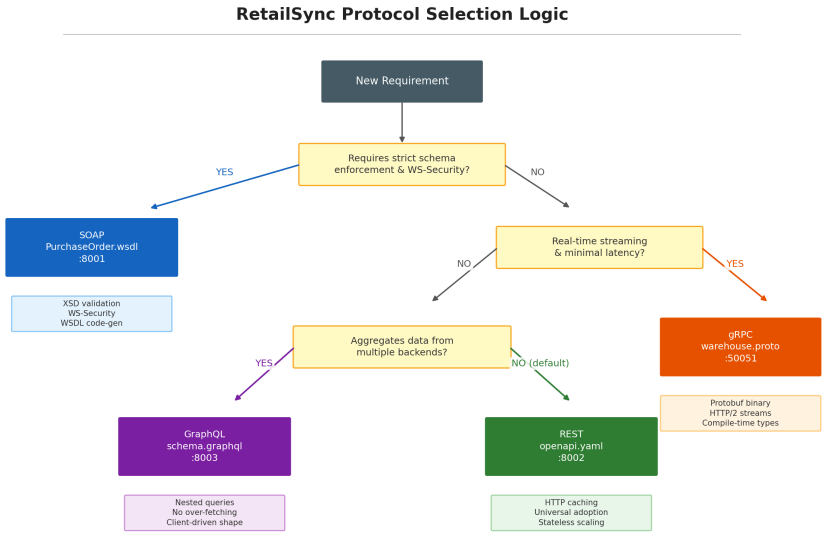 RetailSync Protocol Selection Logic
New Requirement
Requires strict schema
enforcement & WS-Security?
YES
NO
SOAP
PurchaseOrder.wsdl
:8001
Real-time streaming
& minimal latency?
NO
YES
XSD validation
WS-Security
WSDL code-gen
Aggregates data from
multiple backends?
gRPC
warehouse.proto
:50051
YES
NO (default)
Protobuf binary
HTTP/2 streams
Compile-time types
GraphQL
schema.graphql
:8003
REST
openapi.yaml
:8002
Nested queries
No over-fetching
Client-driven shape
HTTP caching
Universal adoption
Stateless scaling